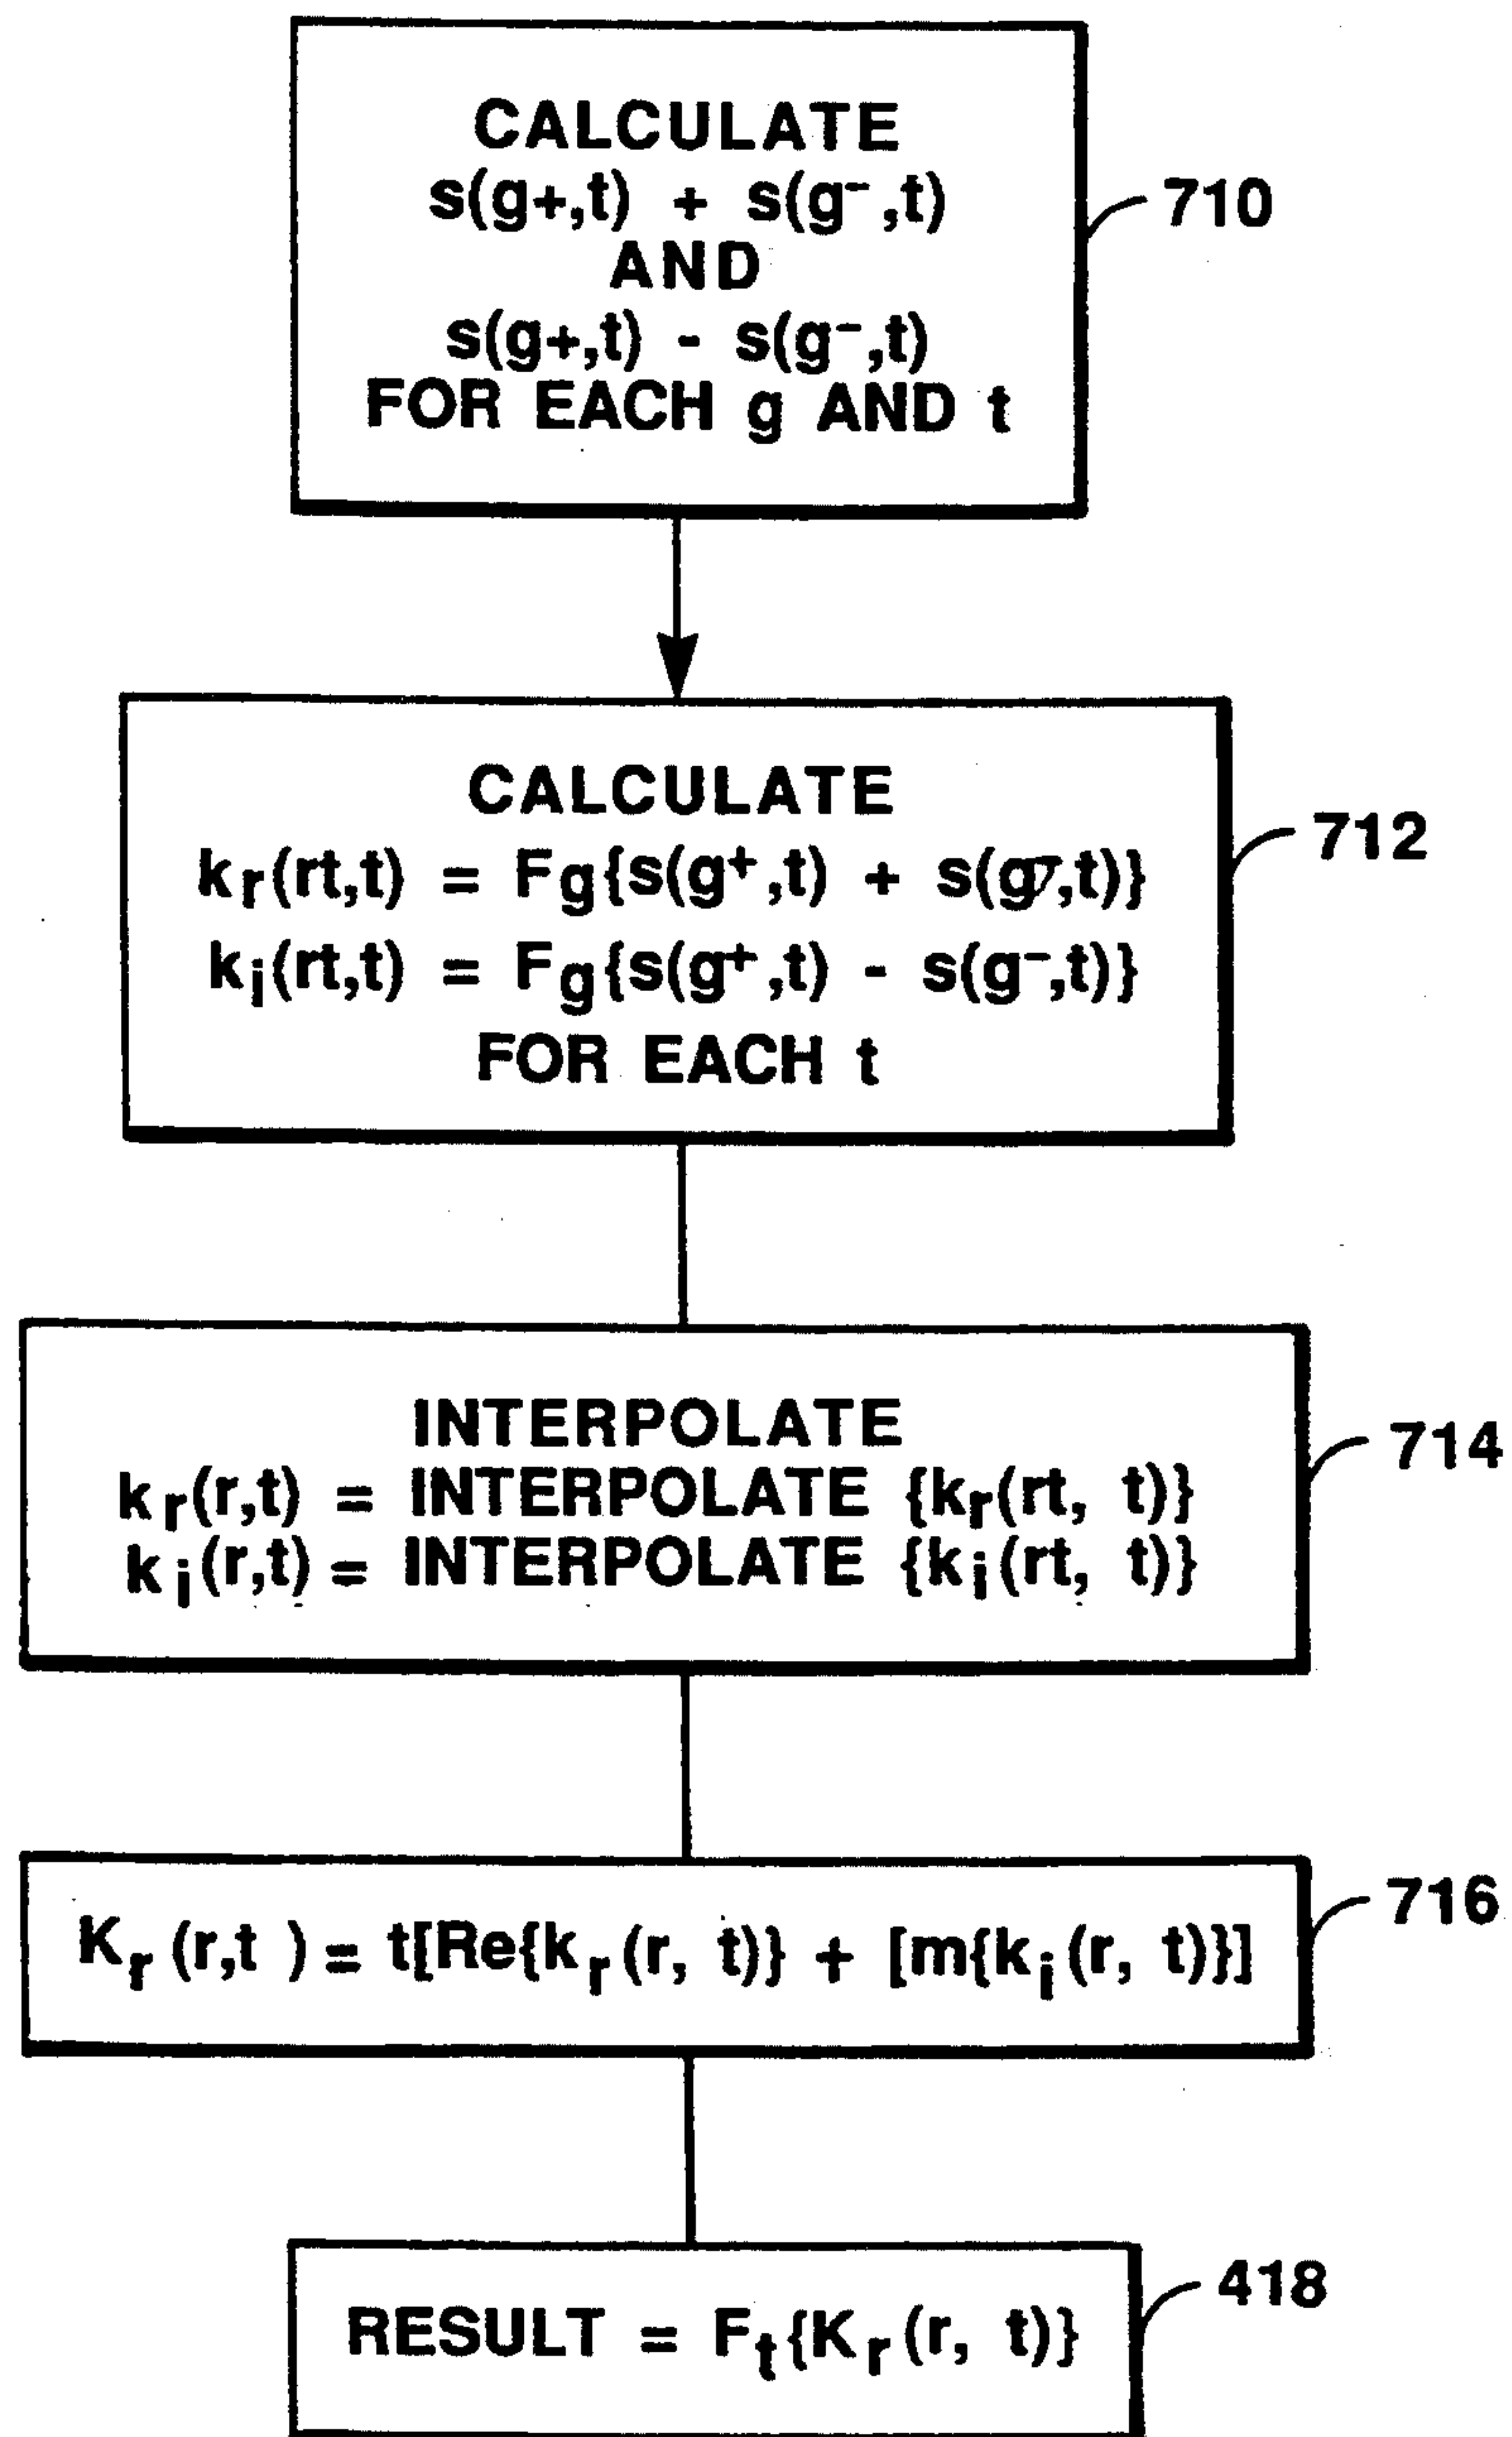 CALCULATE
s(g+,t) + s(g-,t)
AND
s(g+,t) - s(g-,t)
FOR EACH g AND t
710
CALCULATE
kr(rt,t) = Fg{s(g+,t) + s(g-,t)}
ki(rt,t) = Fg{s(g+,t) - s(g-,t)}
FOR EACH t
712
INTERPOLATE
kr(r,t) = INTERPOLATE {kr(rt, t)}
ki(r,t) = INTERPOLATE {ki(rt, t)}
714
Kr (r,t ) = t[Re{kr(r, t)} + [m{ki(r, t)}]
716
RESULT = Ft{Kr(r, t)}
418